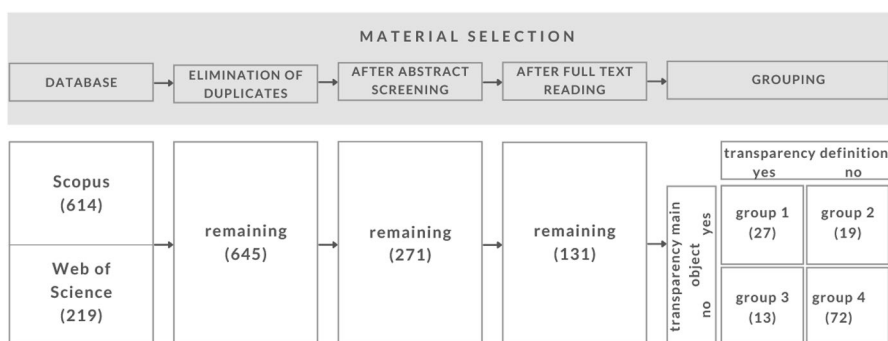 MATERIAL SELECTION
DATABASE
ELIMINATION OF
DUPLICATES
AFTER ABSTRACT
SCREENING
AFTER FULL TEXT
READING
GROUPING
Scopus
(614)
Web of
Science
(219)
remaining
(645)
remaining
(271)
remaining
(131)
transparency definition
yes no
transparency main
object
yes
no
group 1
(27)
group 2
(19)
group 3
(13)
group 4
(72)